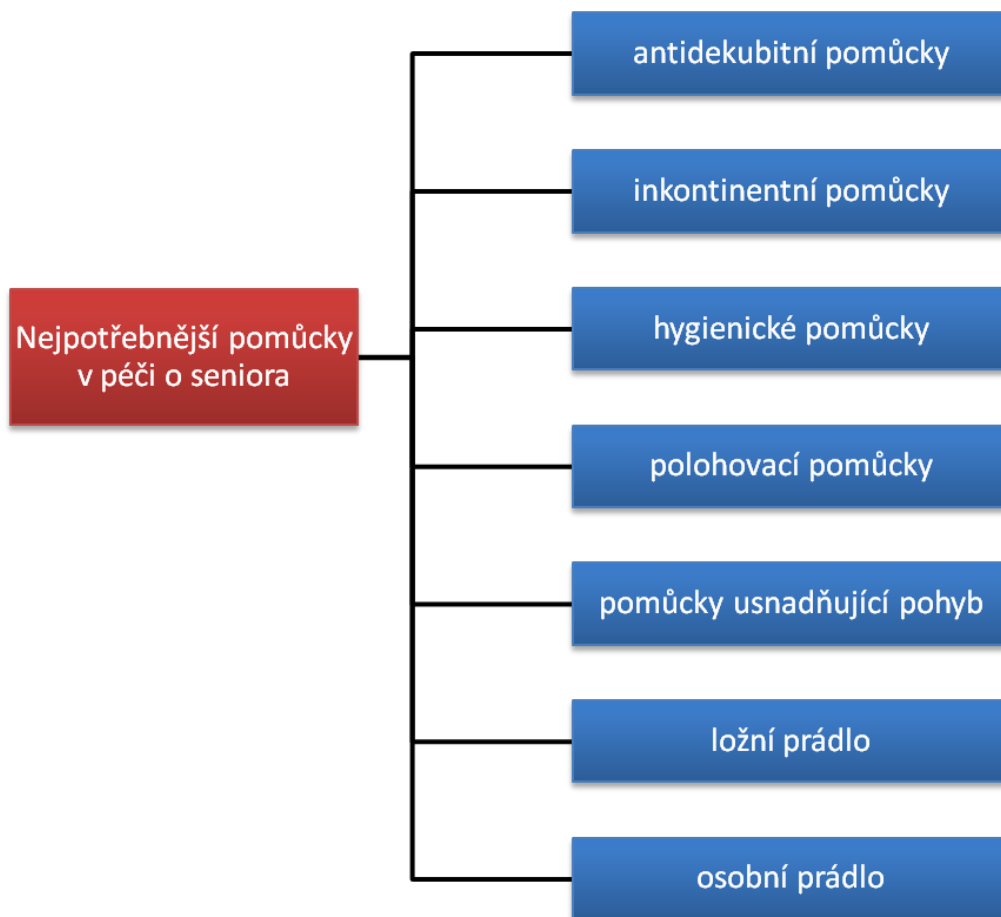 Nejpotřebnější pomůcky
v péči o seniora
antidekubitní pomůcky
inkontinentní pomůcky
hygienické pomůcky
polohovací pomůcky
pomůcky usnadňující pohyb
ložní prádlo
osobní prádlo